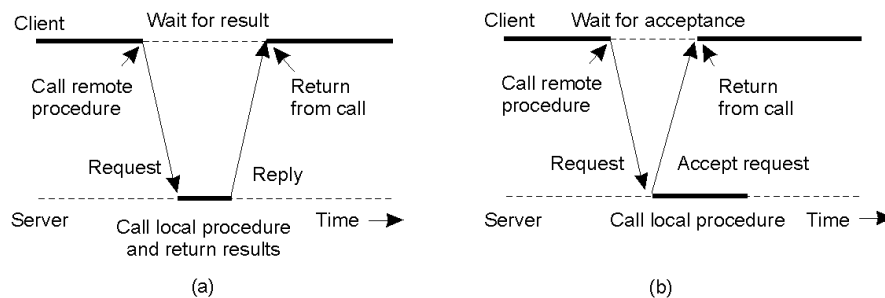 Client
Wait for result
Call remote
procedure
Return
from call
Request
Reply
Server
Call local procedure
and return results
Time
(a)
Client
Wait for acceptance
Call remote
procedure
Return
from call
Request
Accept request
Server
Call local procedure
Time
(b)